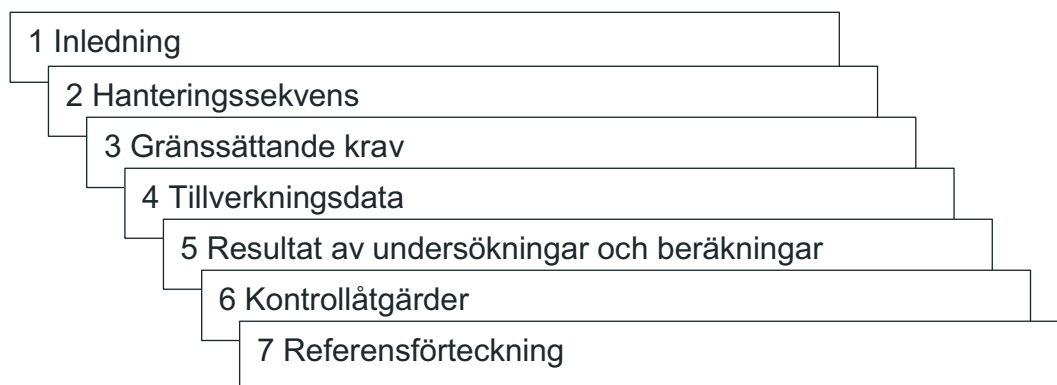 1 Inledning
2 Hanteringssekvens
3 Gränssättande krav
4 Tillverkningsdata
5 Resultat av undersökningar och beräkningar
6 Kontrollåtgärder
7 Referensförteckning